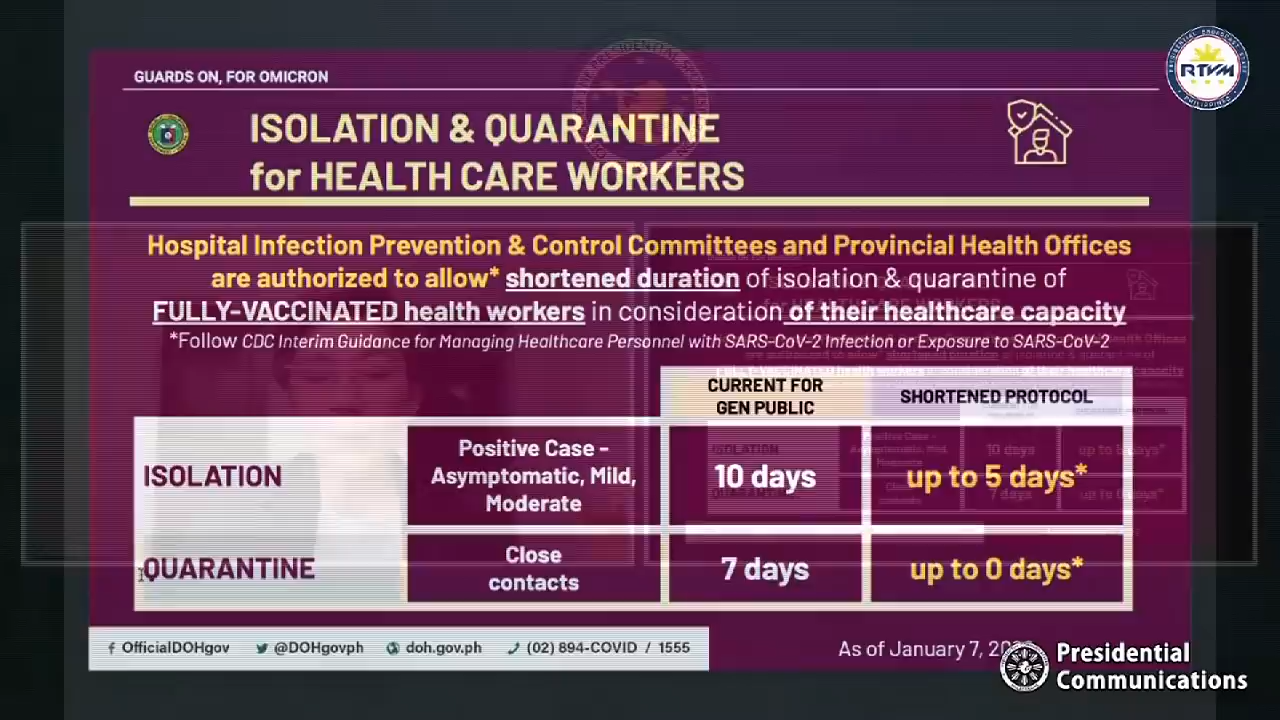 GUARDS ON, FOR OMICRON
RTVM
ISOLATION & QUARANTINE
for HEALTH CARE WORKERS
Hospital Infection Prevention & Control Committees and Provincial Health Offices
are authorized to allow* shortened duration of isolation & quarantine of
FULLY-VACCINATED health workers in consideration of their healthcare capacity
*Follow CDC Interim Guidance for Managing Healthcare Personnel with SARS-CoV-2 Infection or Exposure to SARS-CoV-2
CURRENT FOR
GEN PUBLIC
SHORTENED PROTOCOL
ISOLATION
Positive Case -
Asymptomatic, Mild,
Moderate
10 days
up to 5 days*
QUARANTINE
Close
contacts
7 days
up to 0 days*
OfficialDOHgov
@DOHgovph
doh.gov.ph
(02) 894-COVID / 1555
As of January 7,
Presidential
Communications